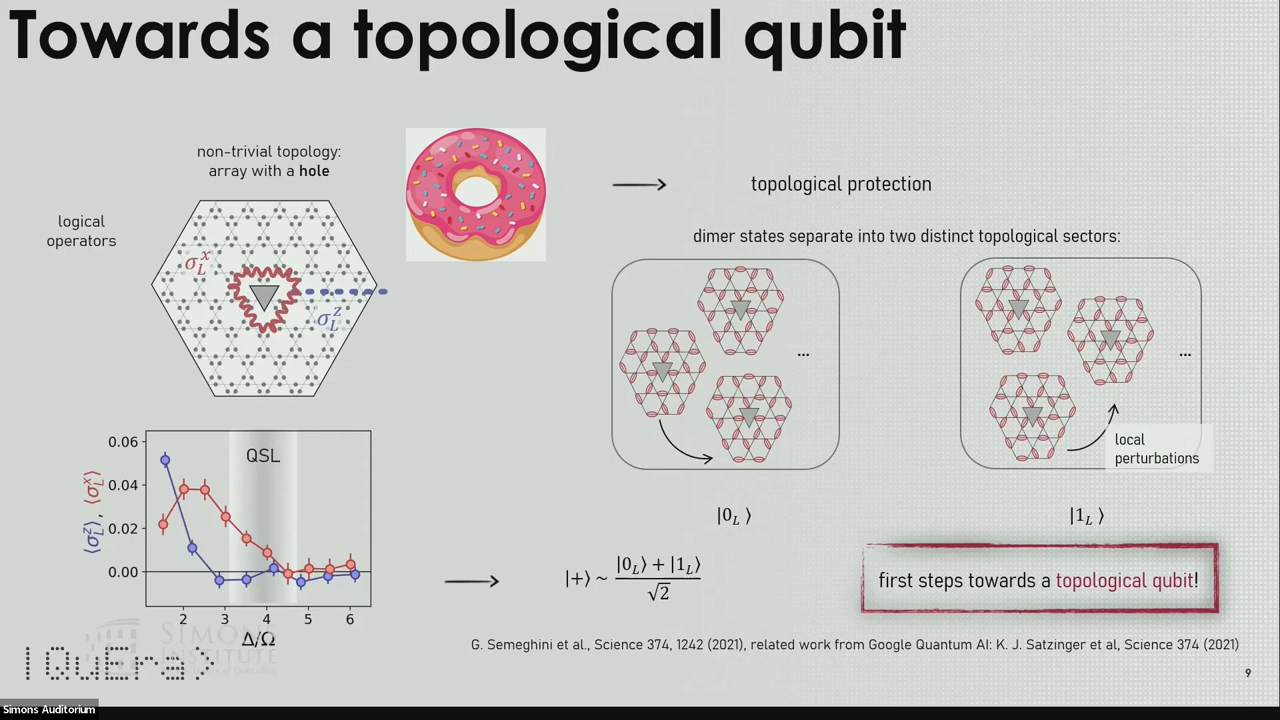 Towards a topological qubit
non-trivial topology:
array with a hole
logical
operators
σ_L^x
σ_L^z
topological protection
dimer states separate into two distinct topological sectors:
...
...
local
perturbations
|0_L ⟩
|1_L ⟩
0.06
0.04
0.02
0.00
⟨σ_L^z⟩, ⟨σ_L^x⟩
QSL
2 3 4 5 6
Δ/Ω
|+⟩ ~ (|0_L⟩ + |1_L⟩)/√2
first steps towards a topological qubit!
G. Semeghini et al., Science 374, 1242 (2021), related work from Google Quantum AI: K. J. Satzinger et al, Science 374 (2021)
SIMONS
INSTITUTE
|QuEra⟩
9
Simons Auditorium